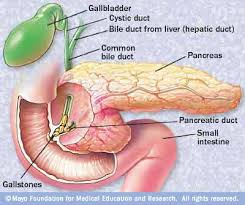 Gallbladder
Cystic duct
Bile duct from liver (hepatic duct)
Common
bile duct
Pancreas
Pancreatic duct
Small
intestine
Gallstones
© Mayo Foundation for Medical Education and Research. All rights reserved.